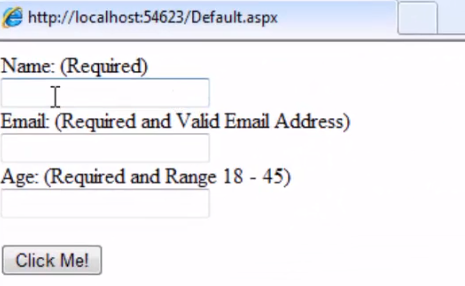 http://localhost:54623/Default.aspx
Name: (Required)
Email: (Required and Valid Email Address)
Age: (Required and Range 18 - 45)
Click Me!